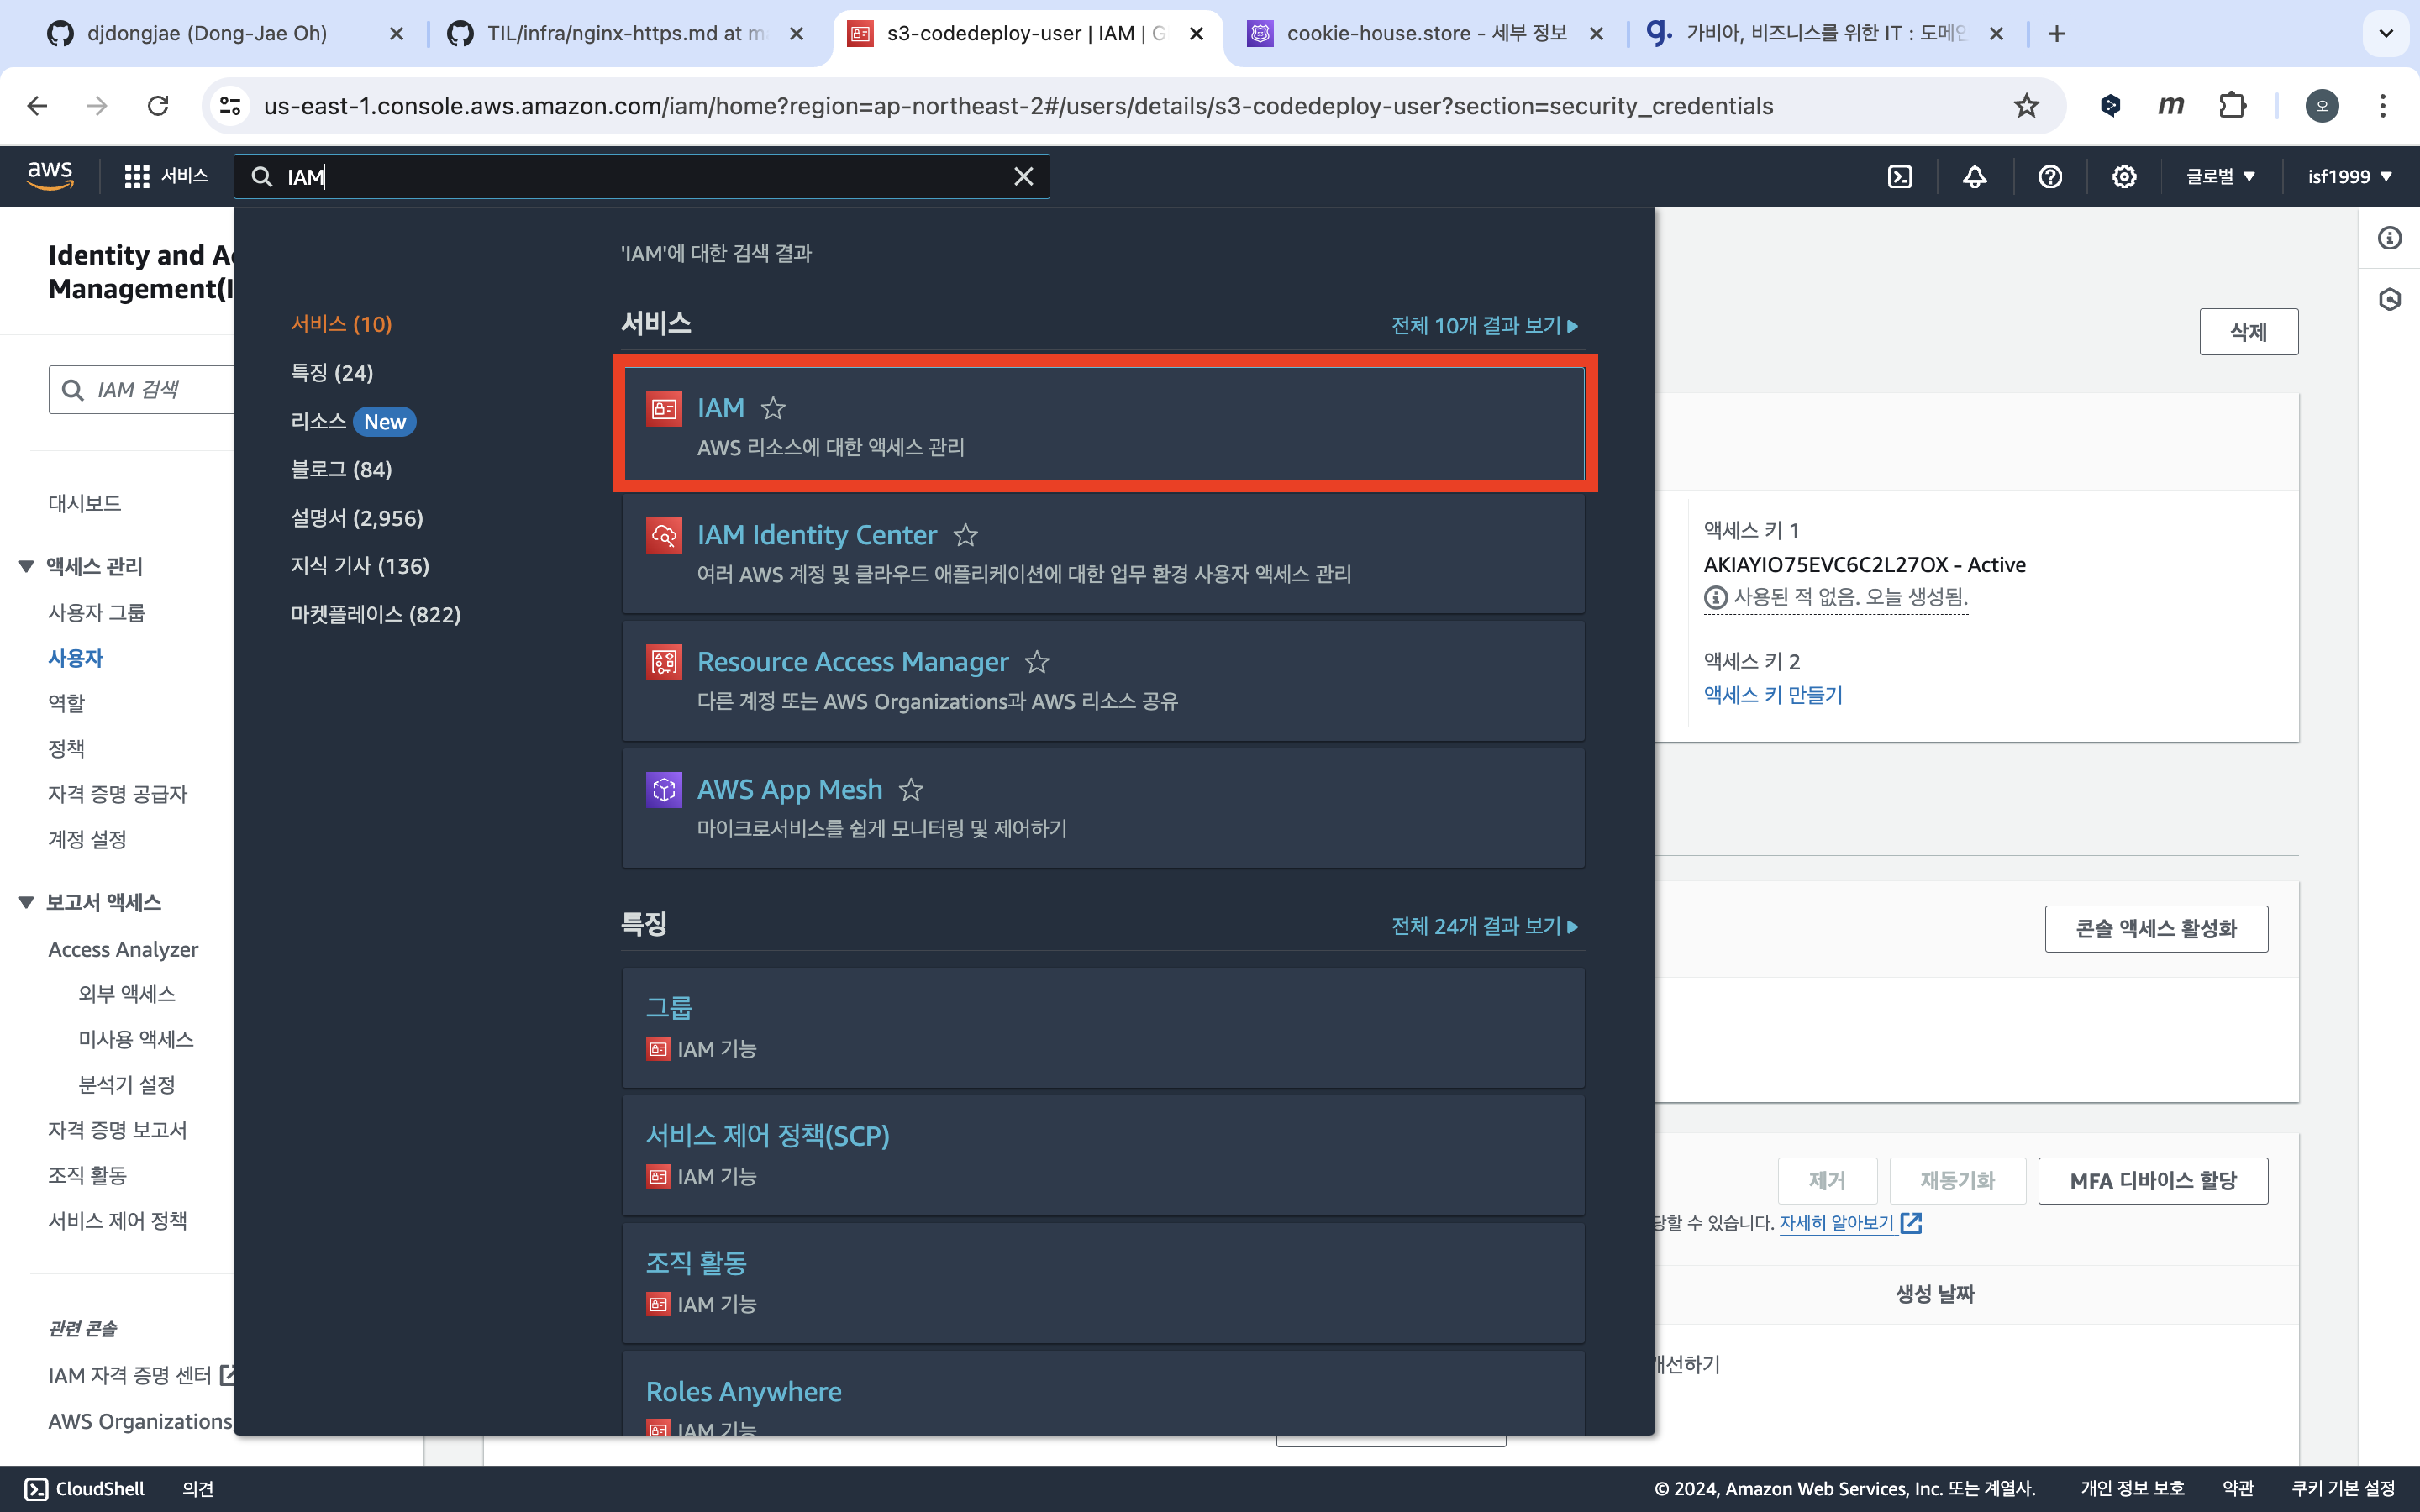 djdongjae (Dong-Jae Oh)
TIL/infra/nginx-https.md at m
s3-codedeploy-user | IAM | G
cookie-house.store - 세부 정보
가비아, 비즈니스를 위한 IT : 도메인
us-east-1.console.aws.amazon.com/iam/home?region=ap-northeast-2#/users/details/s3-codedeploy-user?section=security_credentials
오
aws
서비스
IAM
글로벌
isf1999
Identity and Ac
Management(I
IAM 검색
대시보드
액세스 관리
사용자 그룹
사용자
역할
정책
자격 증명 공급자
계정 설정
보고서 액세스
Access Analyzer
외부 액세스
미사용 액세스
분석기 설정
자격 증명 보고서
조직 활동
서비스 제어 정책
관련 콘솔
IAM 자격 증명 센터
AWS Organizations
'IAM'에 대한 검색 결과
서비스 (10)
특징 (24)
리소스 New
블로그 (84)
설명서 (2,956)
지식 기사 (136)
마켓플레이스 (822)
서비스
전체 10개 결과 보기
IAM
AWS 리소스에 대한 액세스 관리
IAM Identity Center
여러 AWS 계정 및 클라우드 애플리케이션에 대한 업무 환경 사용자 액세스 관리
Resource Access Manager
다른 계정 또는 AWS Organizations과 AWS 리소스 공유
AWS App Mesh
마이크로서비스를 쉽게 모니터링 및 제어하기
특징
전체 24개 결과 보기
그룹
IAM 기능
서비스 제어 정책(SCP)
IAM 기능
조직 활동
IAM 기능
Roles Anywhere
IAM 기능
삭제
액세스 키 1
AKIAYIO75EVC6C2L27OX - Active
사용된 적 없음. 오늘 생성됨.
액세스 키 2
액세스 키 만들기
콘솔 액세스 활성화
제거
재동기화
MFA 디바이스 할당
당할 수 있습니다. 자세히 알아보기
생성 날짜
개선하기
CloudShell
의견
© 2024, Amazon Web Services, Inc. 또는 계열사.
개인 정보 보호
약관
쿠키 기본 설정